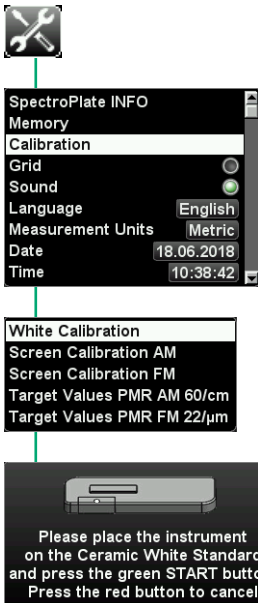 SpectroPlate INFO
Memory
Calibration
Grid
Sound
Language English
Measurement Units Metric
Date 18.06.2018
Time 10:38:42
White Calibration
Screen Calibration AM
Screen Calibration FM
Target Values PMR AM 60/cm
Target Values PMR FM 22/µm
Please place the instrument
on the Ceramic White Standard
and press the green START butto
Press the red button to cancel